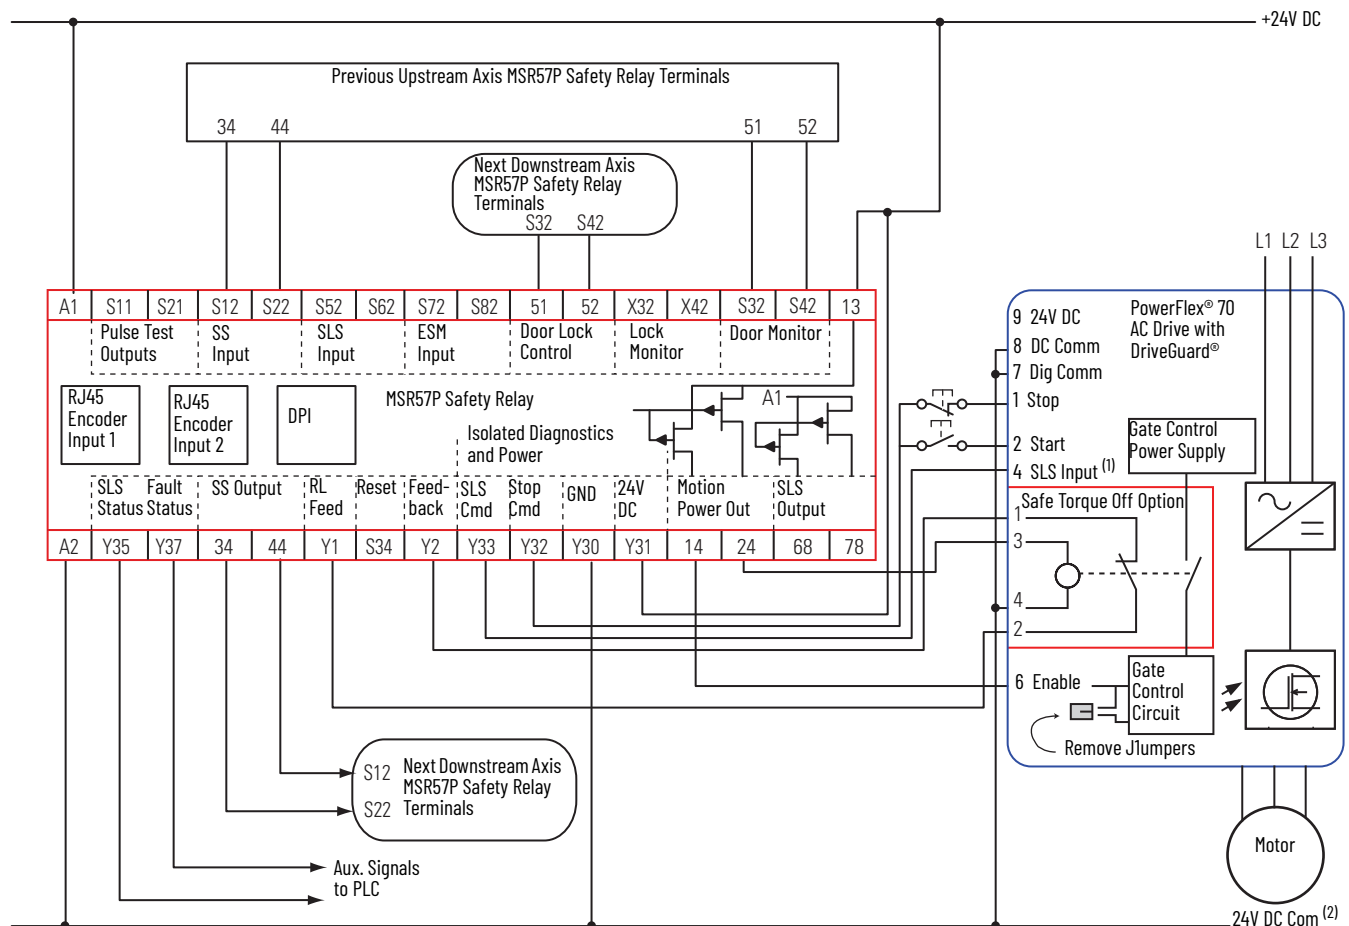 +24V DC
Previous Upstream Axis MSR57P Safety Relay Terminals
34 44 51 52
Next Downstream Axis
MSR57P Safety Relay
Terminals
S32 S42
L1 L2 L3
A1 S11 S21 S12 S22 S52 S62 S72 S82 51 52 X32 X42 S32 S42 13
Pulse Test
Outputs
SS
Input
SLS
Input
ESM
Input
Door Lock
Control
Lock
Monitor
Door Monitor
RJ45
Encoder
Input 1
RJ45
Encoder
Input 2
DPI
MSR57P Safety Relay
Isolated Diagnostics
and Power
A1
SLS
Status
Fault
Status
SS Output
RL
Feed
Reset
Feed-
back
SLS
Cmd
Stop
Cmd
GND
24V
DC
Motion
Power Out
SLS
Output
A2 Y35 Y37 34 44 Y1 S34 Y2 Y33 Y32 Y30 Y31 14 24 68 78
PowerFlex® 70
AC Drive with
DriveGuard®
9 24V DC
8 DC Comm
7 Dig Comm
1 Stop
2 Start
4 SLS Input (1)
Gate Control
Power Supply
Safe Torque Off Option
1
3
4
2
6 Enable
Gate
Control
Circuit
Remove J1umpers
S12
S22
Next Downstream Axis
MSR57P Safety Relay
Terminals
Aux. Signals
to PLC
Motor
24V DC Com (2)